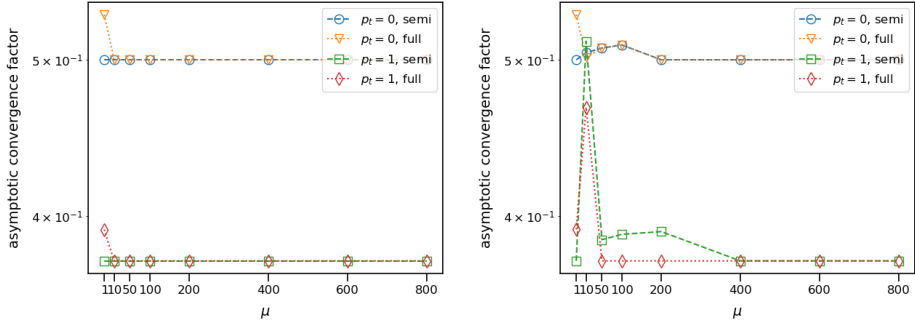 asymptotic convergence factor
5 × 10⁻¹
4 × 10⁻¹
p_t = 0, semi
p_t = 0, full
p_t = 1, semi
p_t = 1, full
1 10 50 100 200 400 600 800
μ
asymptotic convergence factor
5 × 10⁻¹
4 × 10⁻¹
p_t = 0, semi
p_t = 0, full
p_t = 1, semi
p_t = 1, full
1 10 50 100 200 400 600 800
μ